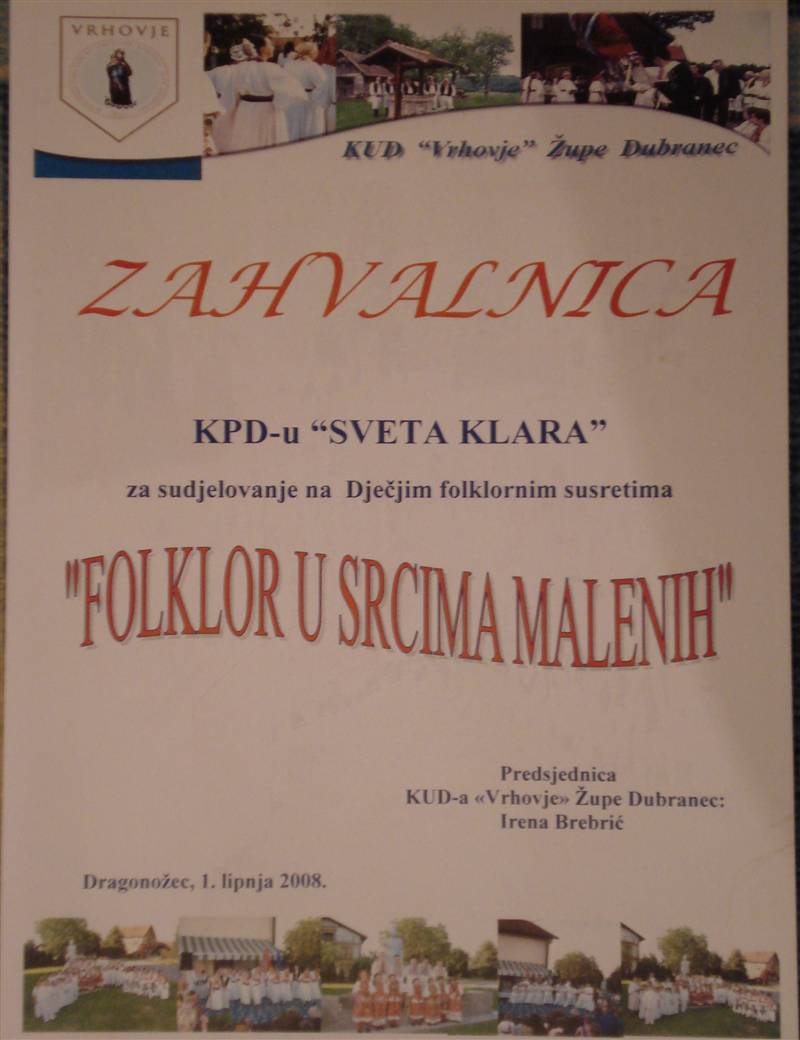 VRHOVJE
KUD "Vrhovje" Župe Dubranec
ZAHVALNICA
KPD-u “SVETA KLARA”
za sudjelovanje na Dječjim folklornim susretima
"FOLKLOR U SRCIMA MALENIH"
Predsjednica
KUD-a «Vrhovje» Župe Dubranec:
Irena Brebrić
Dragonožec, 1. lipnja 2008.